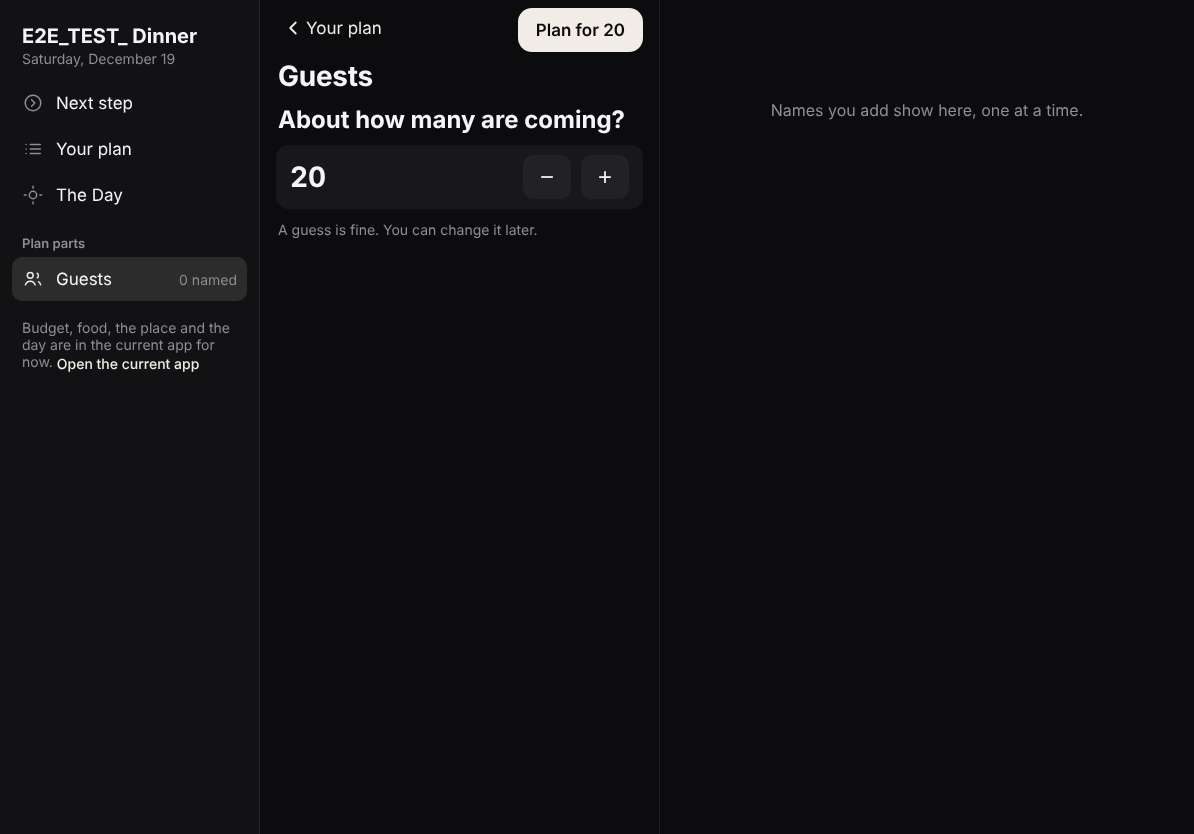 E2E_TEST_ Dinner
Saturday, December 19
Next step
Your plan
The Day
Plan parts
Guests 0 named
Budget, food, the place and the
day are in the current app for
now. Open the current app
Your plan
Plan for 20
Guests
About how many are coming?
20 − +
A guess is fine. You can change it later.
Names you add show here, one at a time.